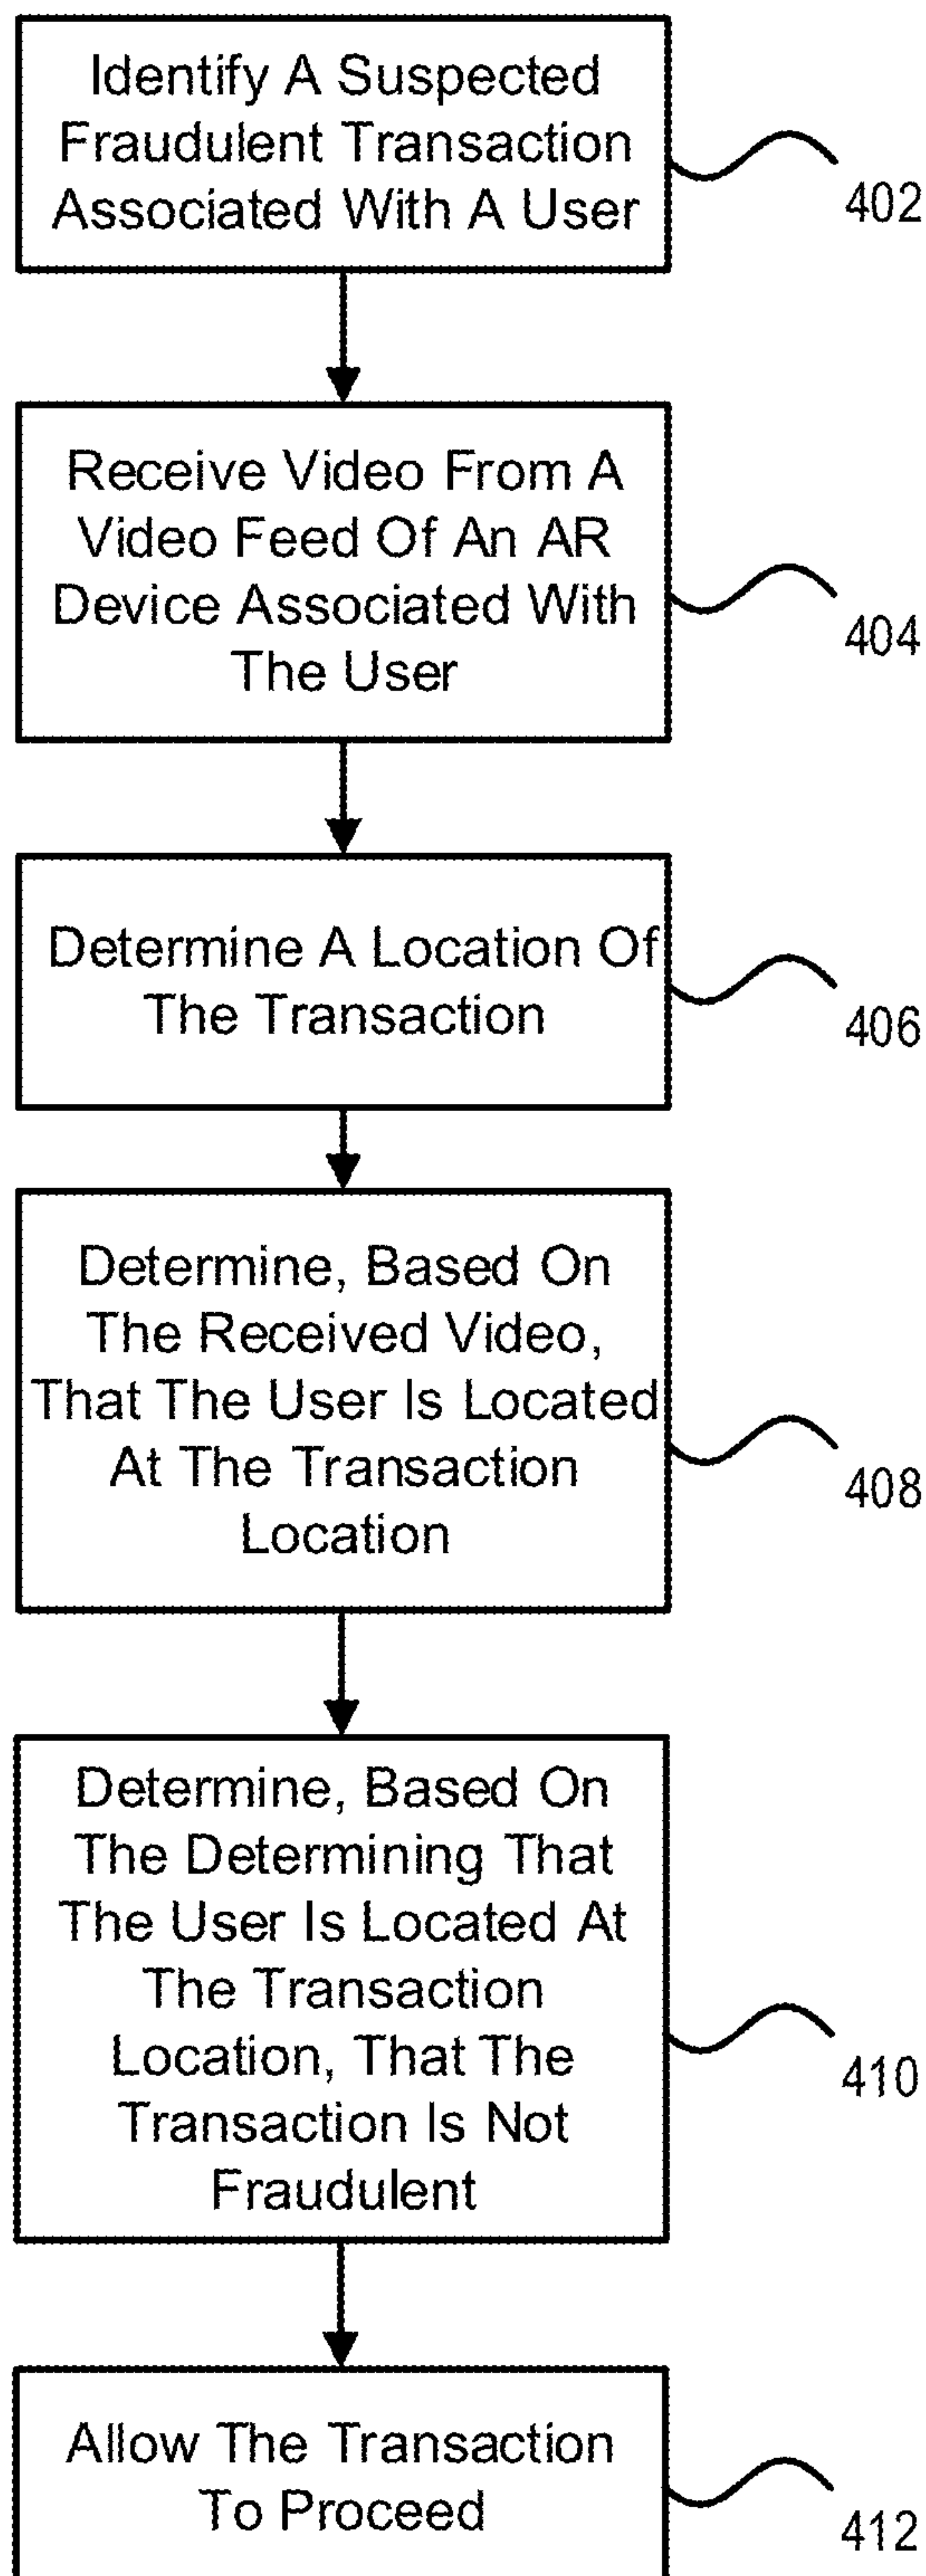 Identify A Suspected
Fraudulent Transaction
Associated With A User
402
Receive Video From A
Video Feed Of An AR
Device Associated With
The User
404
Determine A Location Of
The Transaction
406
Determine, Based On
The Received Video,
That The User Is Located
At The Transaction
Location
408
Determine, Based On
The Determining That
The User Is Located At
The Transaction
Location, That The
Transaction Is Not
Fraudulent
410
Allow The Transaction
To Proceed
412